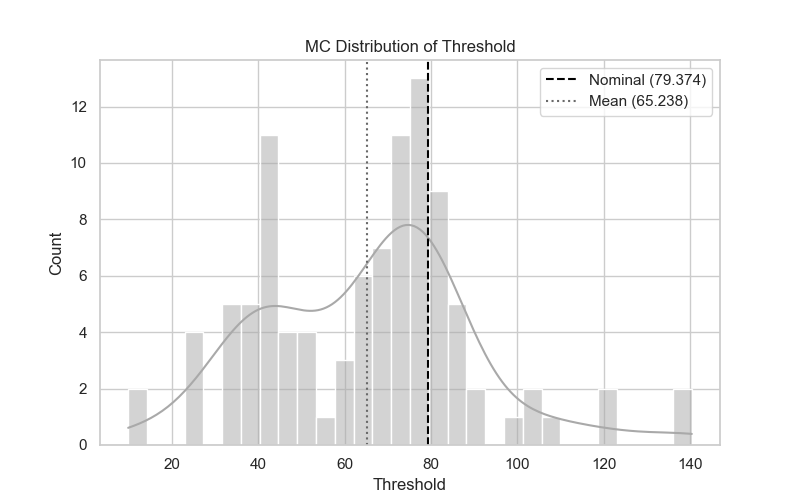 MC Distribution of Threshold
Nominal (79.374)
Mean (65.238)
12
10
8
6
4
2
0
Count
20 40 60 80 100 120 140
Threshold